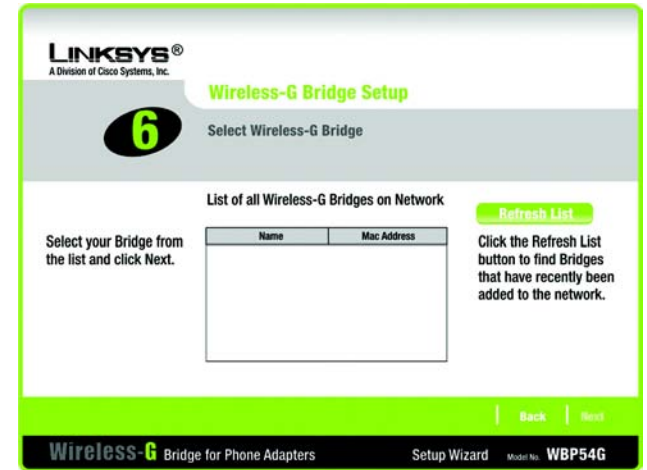 LINKSYS®
A Division of Cisco Systems, Inc.
Wireless-G Bridge Setup
6
Select Wireless-G Bridge
List of all Wireless-G Bridges on Network
Refresh List
Name Mac Address
Select your Bridge from
the list and click Next.
Click the Refresh List
button to find Bridges
that have recently been
added to the network.
Back Next
Wireless-G Bridge for Phone Adapters Setup Wizard Model No. WBP54G